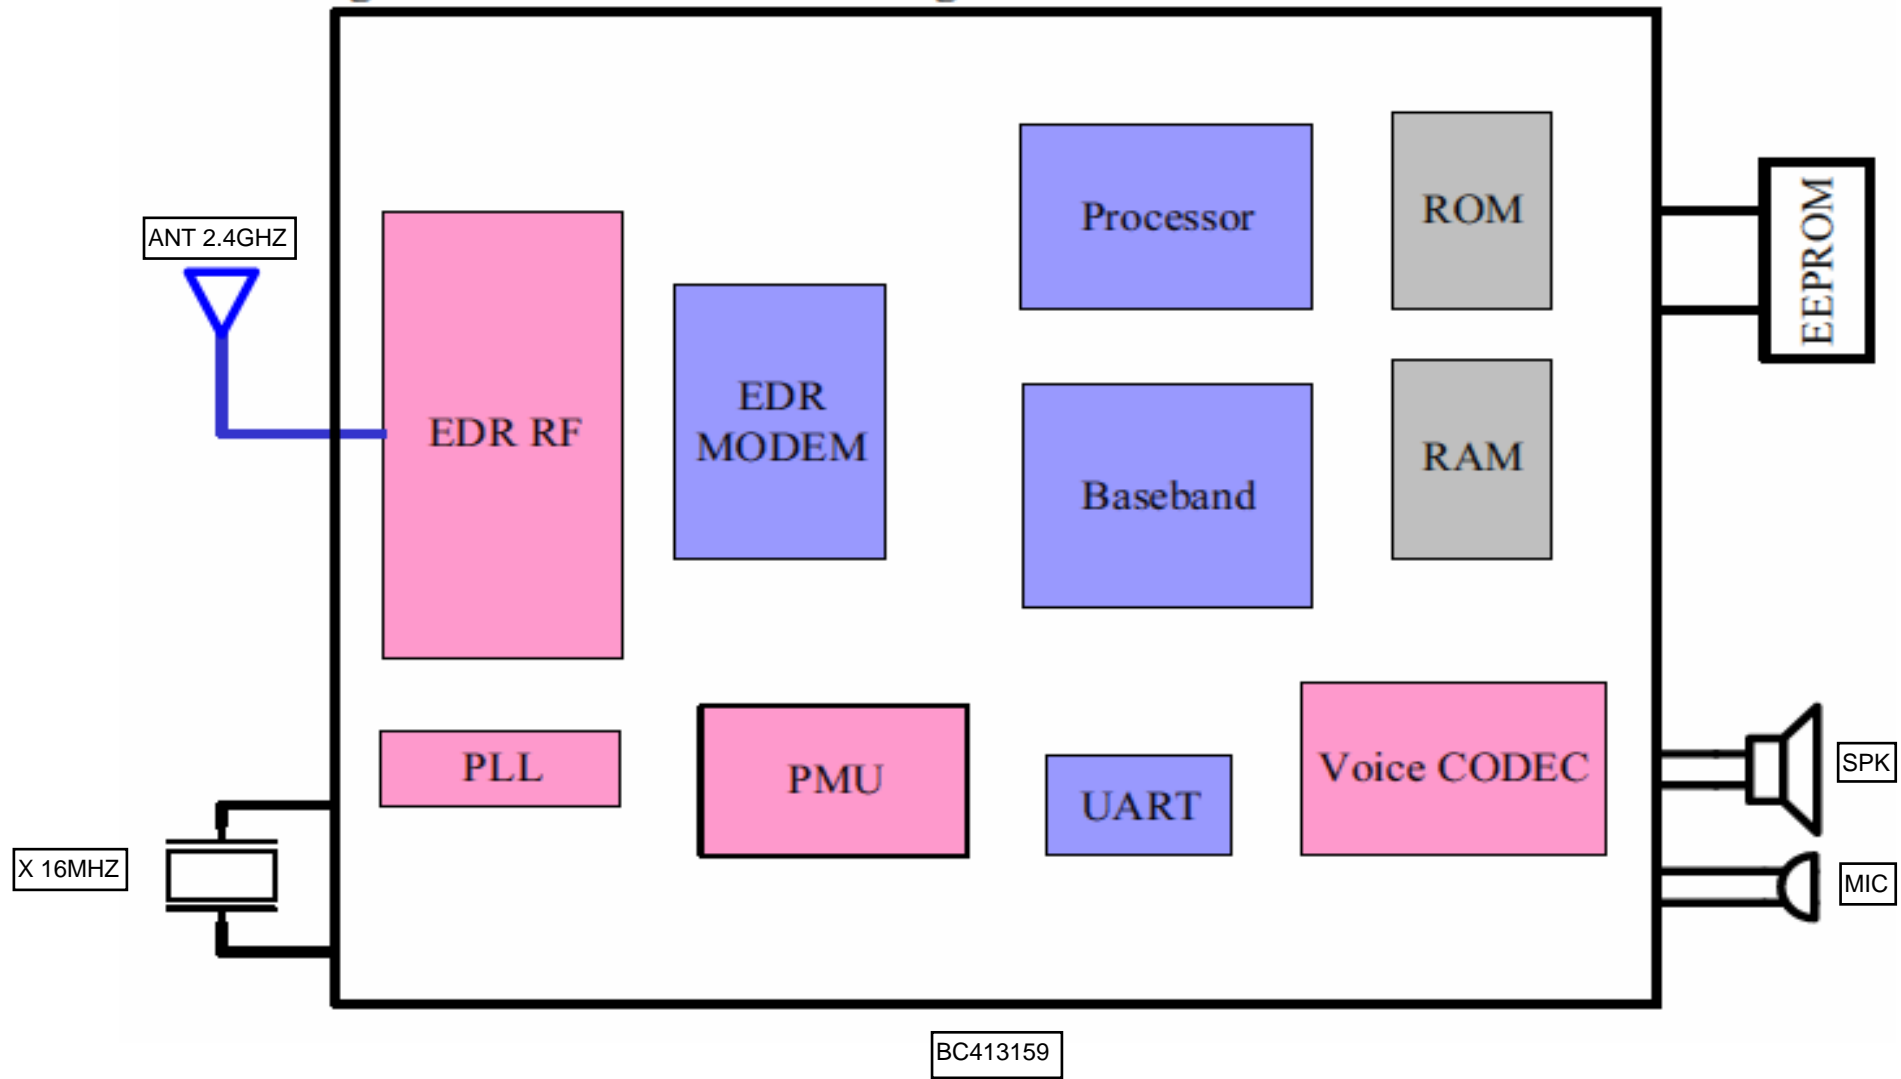 ANT 2.4GHZ
EDR RF
EDR
MODEM
Processor
ROM
EEPROM
Baseband
RAM
PLL
PMU
UART
Voice CODEC
SPK
X 16MHZ
MIC
BC413159